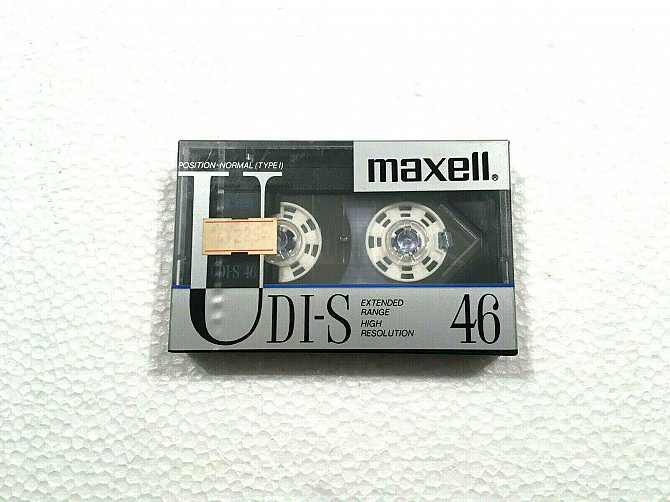 POSITION-NORMAL (TYPE I)
maxell®
UDI-S 46
UDI-S
EXTENDED
RANGE
HIGH
RESOLUTION
46